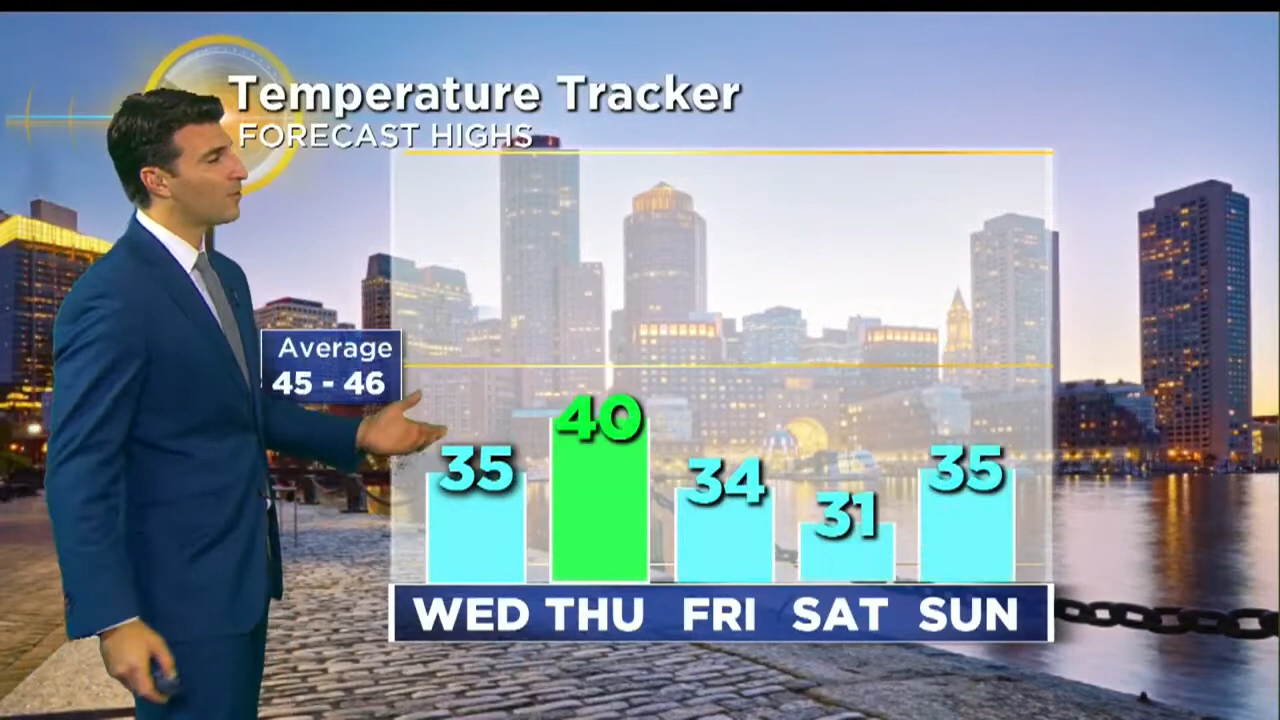 Temperature Tracker
FORECAST HIGHS
Average
45 - 46
35 40 34 31 35
WED THU FRI SAT SUN